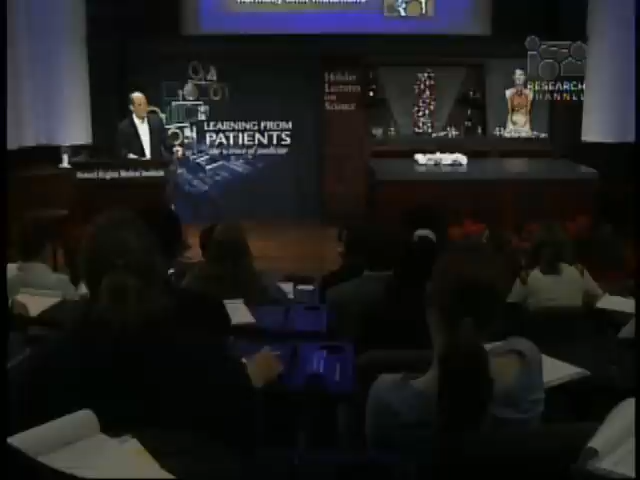 Holiday
Lectures
on
Science
RESEARCH
CHANNEL
LEARNING FROM
PATIENTS
the science of medicine
Howard Hughes Medical Institute